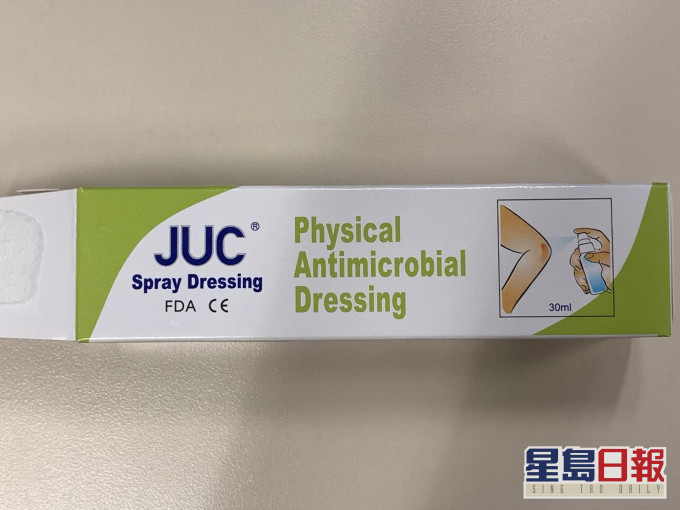 JUC®
Spray Dressing
FDA CE
Physical
Antimicrobial
Dressing
30ml
星島日報
SING TAO DAILY